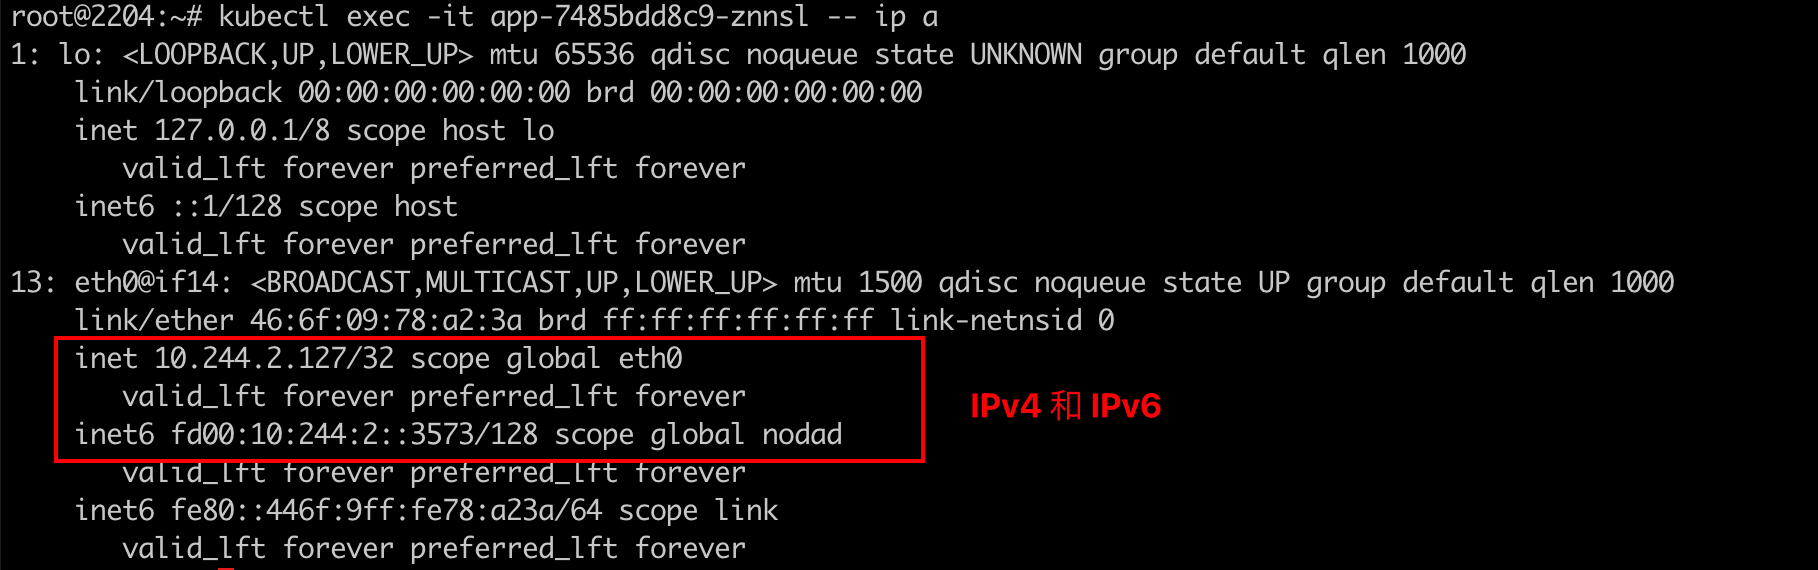 root@2204:~# kubectl exec -it app-7485bdd8c9-znnsl -- ip a
1: lo: <LOOPBACK,UP,LOWER_UP> mtu 65536 qdisc noqueue state UNKNOWN group default qlen 1000
link/loopback 00:00:00:00:00:00 brd 00:00:00:00:00:00
inet 127.0.0.1/8 scope host lo
valid_lft forever preferred_lft forever
inet6 ::1/128 scope host
valid_lft forever preferred_lft forever
13: eth0@if14: <BROADCAST,MULTICAST,UP,LOWER_UP> mtu 1500 qdisc noqueue state UP group default qlen 1000
link/ether 46:6f:09:78:a2:3a brd ff:ff:ff:ff:ff:ff link-netnsid 0
inet 10.244.2.127/32 scope global eth0
valid_lft forever preferred_lft forever
IPv4 和 IPv6
inet6 fd00:10:244:2::3573/128 scope global nodad
valid_lft forever preferred_lft forever
inet6 fe80::446f:9ff:fe78:a23a/64 scope link
valid_lft forever preferred_lft forever